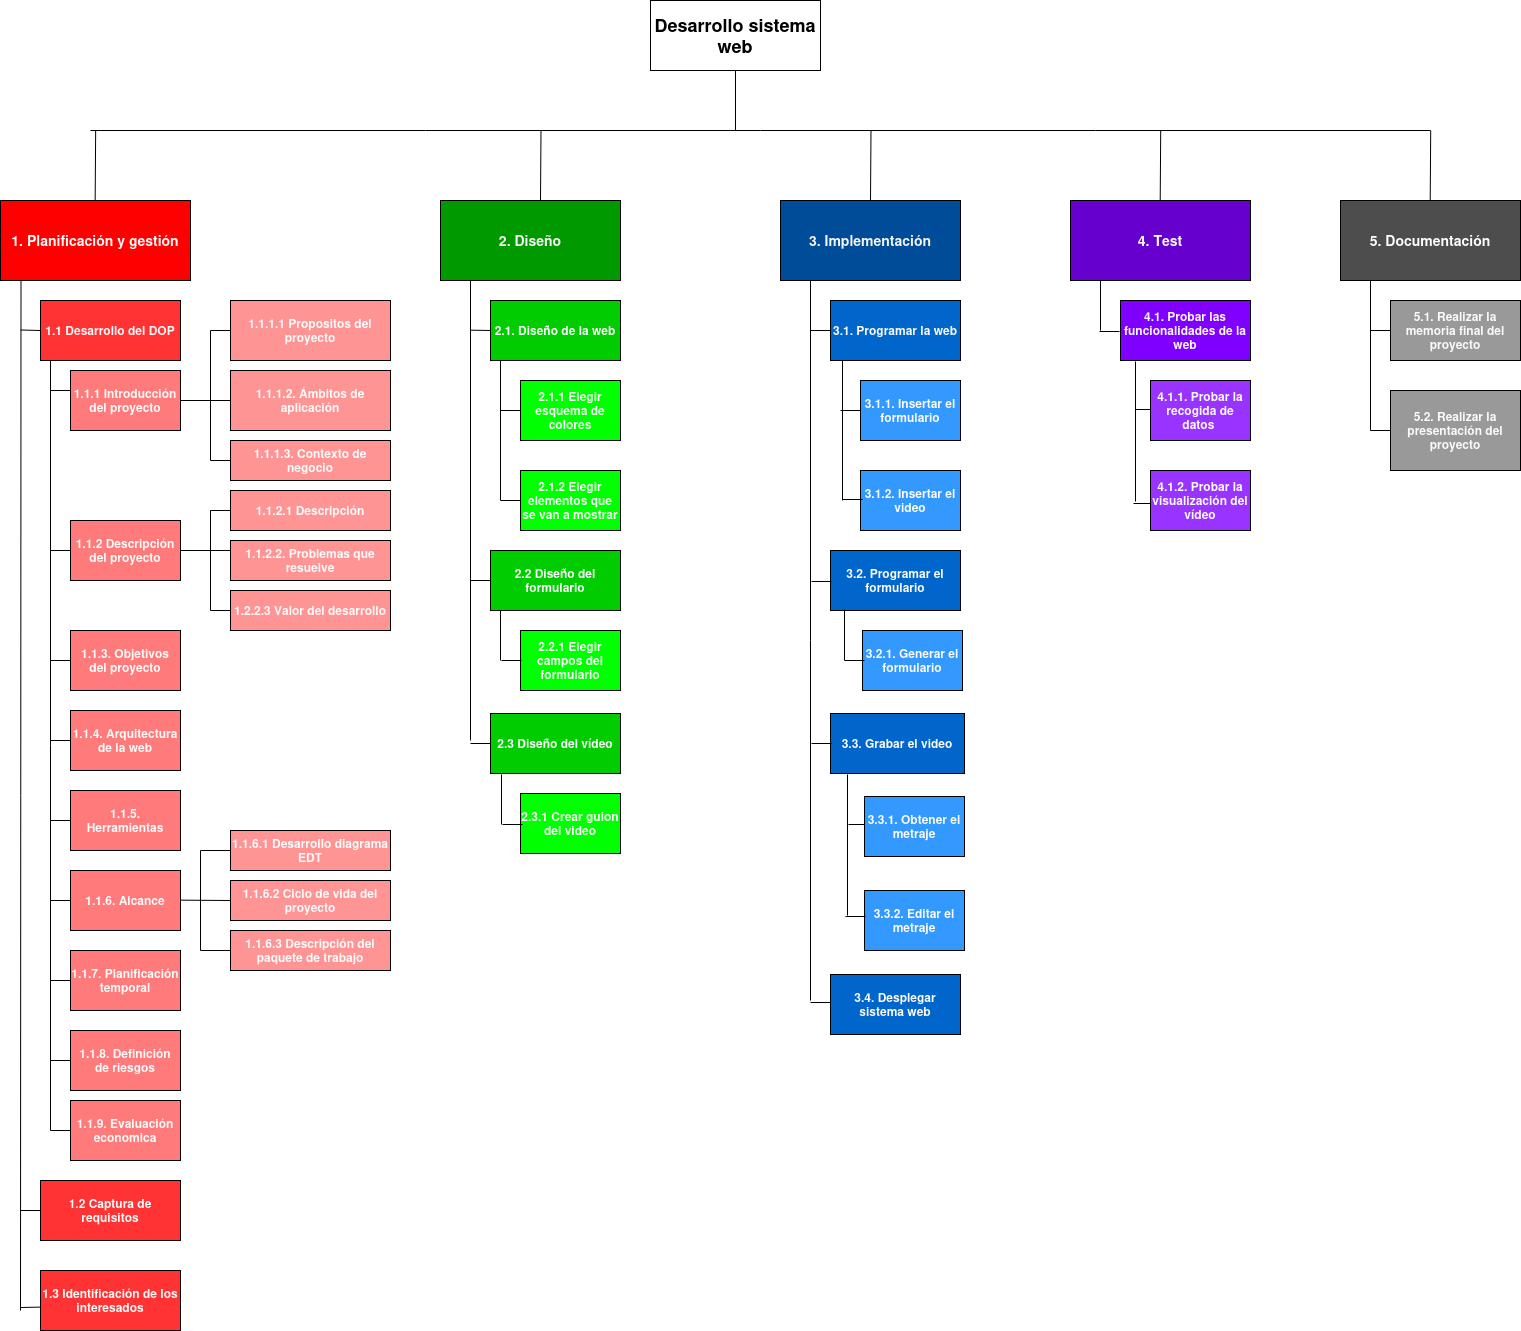 Desarrollo sistema
web
1. Planificación y gestión
1.1 Desarrollo del DOP
1.1.1 Introducción
del proyecto
1.1.1.1 Propositos del
proyecto
1.1.1.2. Ámbitos de
aplicación
1.1.1.3. Contexto de
negocio
1.1.2 Descripción
del proyecto
1.1.2.1 Descripción
1.1.2.2. Problemas que
resuelve
1.2.2.3 Valor del desarrollo
1.1.3. Objetivos
del proyecto
1.1.4. Arquitectura
de la web
1.1.5.
Herramientas
1.1.6. Alcance
1.1.6.1 Desarrollo diagrama
EDT
1.1.6.2 Ciclo de vida del
proyecto
1.1.6.3 Descripción del
paquete de trabajo
1.1.7. Planificación
temporal
1.1.8. Definición
de riesgos
1.1.9. Evaluación
economica
1.2 Captura de
requisitos
1.3 Identificación de los
interesados
2. Diseño
2.1. Diseño de la web
2.1.1 Elegir
esquema de
colores
2.1.2 Elegir
elementos que
se van a mostrar
2.2 Diseño del
formulario
2.2.1 Elegir
campos del
formulario
2.3 Diseño del vídeo
2.3.1 Crear guion
del video
3. Implementación
3.1. Programar la web
3.1.1. Insertar el
formulario
3.1.2. Insertar el
video
3.2. Programar el
formulario
3.2.1. Generar el
formulario
3.3. Grabar el video
3.3.1. Obtener el
metraje
3.3.2. Editar el
metraje
3.4. Desplegar
sistema web
4. Test
4.1. Probar las
funcionalidades de la
web
4.1.1. Probar la
recogida de
datos
4.1.2. Probar la
visualización del
vídeo
5. Documentación
5.1. Realizar la
memoria final del
proyecto
5.2. Realizar la
presentación del
proyecto